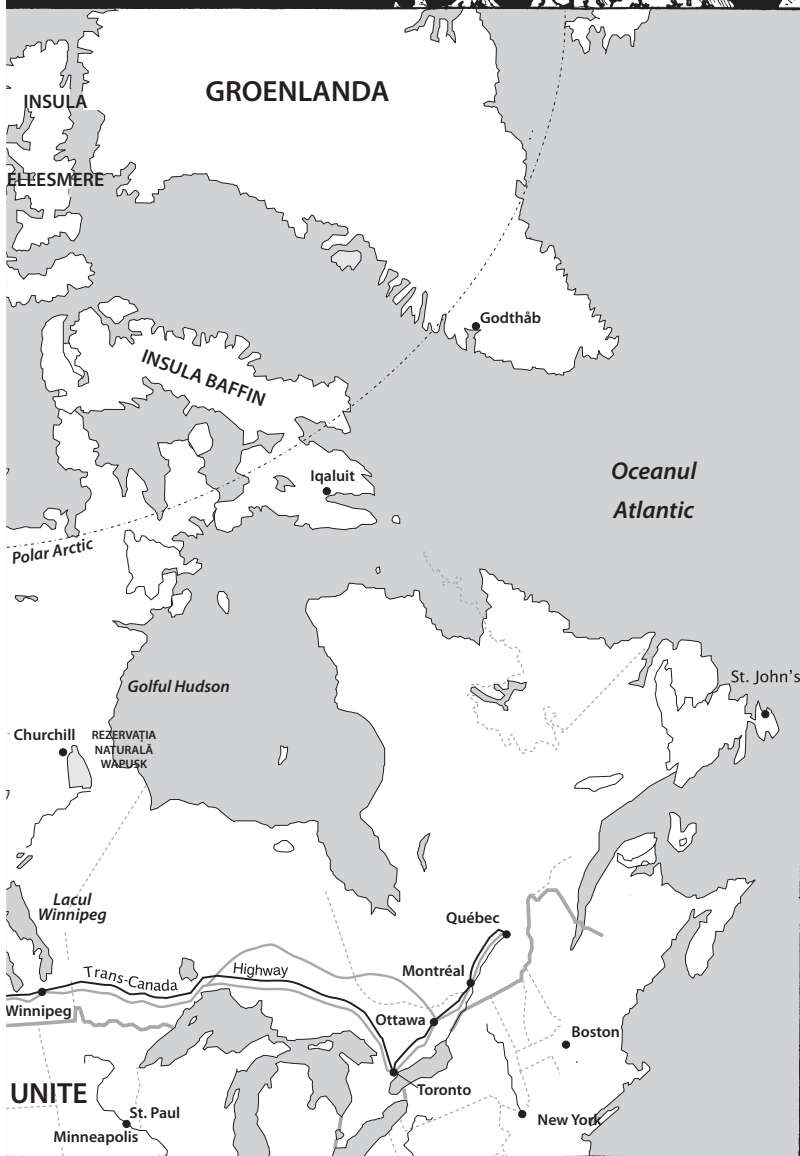 GROENLANDA
INSULA
ELLESMERE
Godthåb
INSULA BAFFIN
Oceanul
Atlantic
Iqaluit
Polar Arctic
St. John's
Golful Hudson
Churchill
REZERVAȚIA
NATURALĂ
WAPUSK
Lacul
Winnipeg
Québec
Trans-Canada Highway
Montréal
Winnipeg
Ottawa
Boston
UNITE
Toronto
St. Paul
New York
Minneapolis